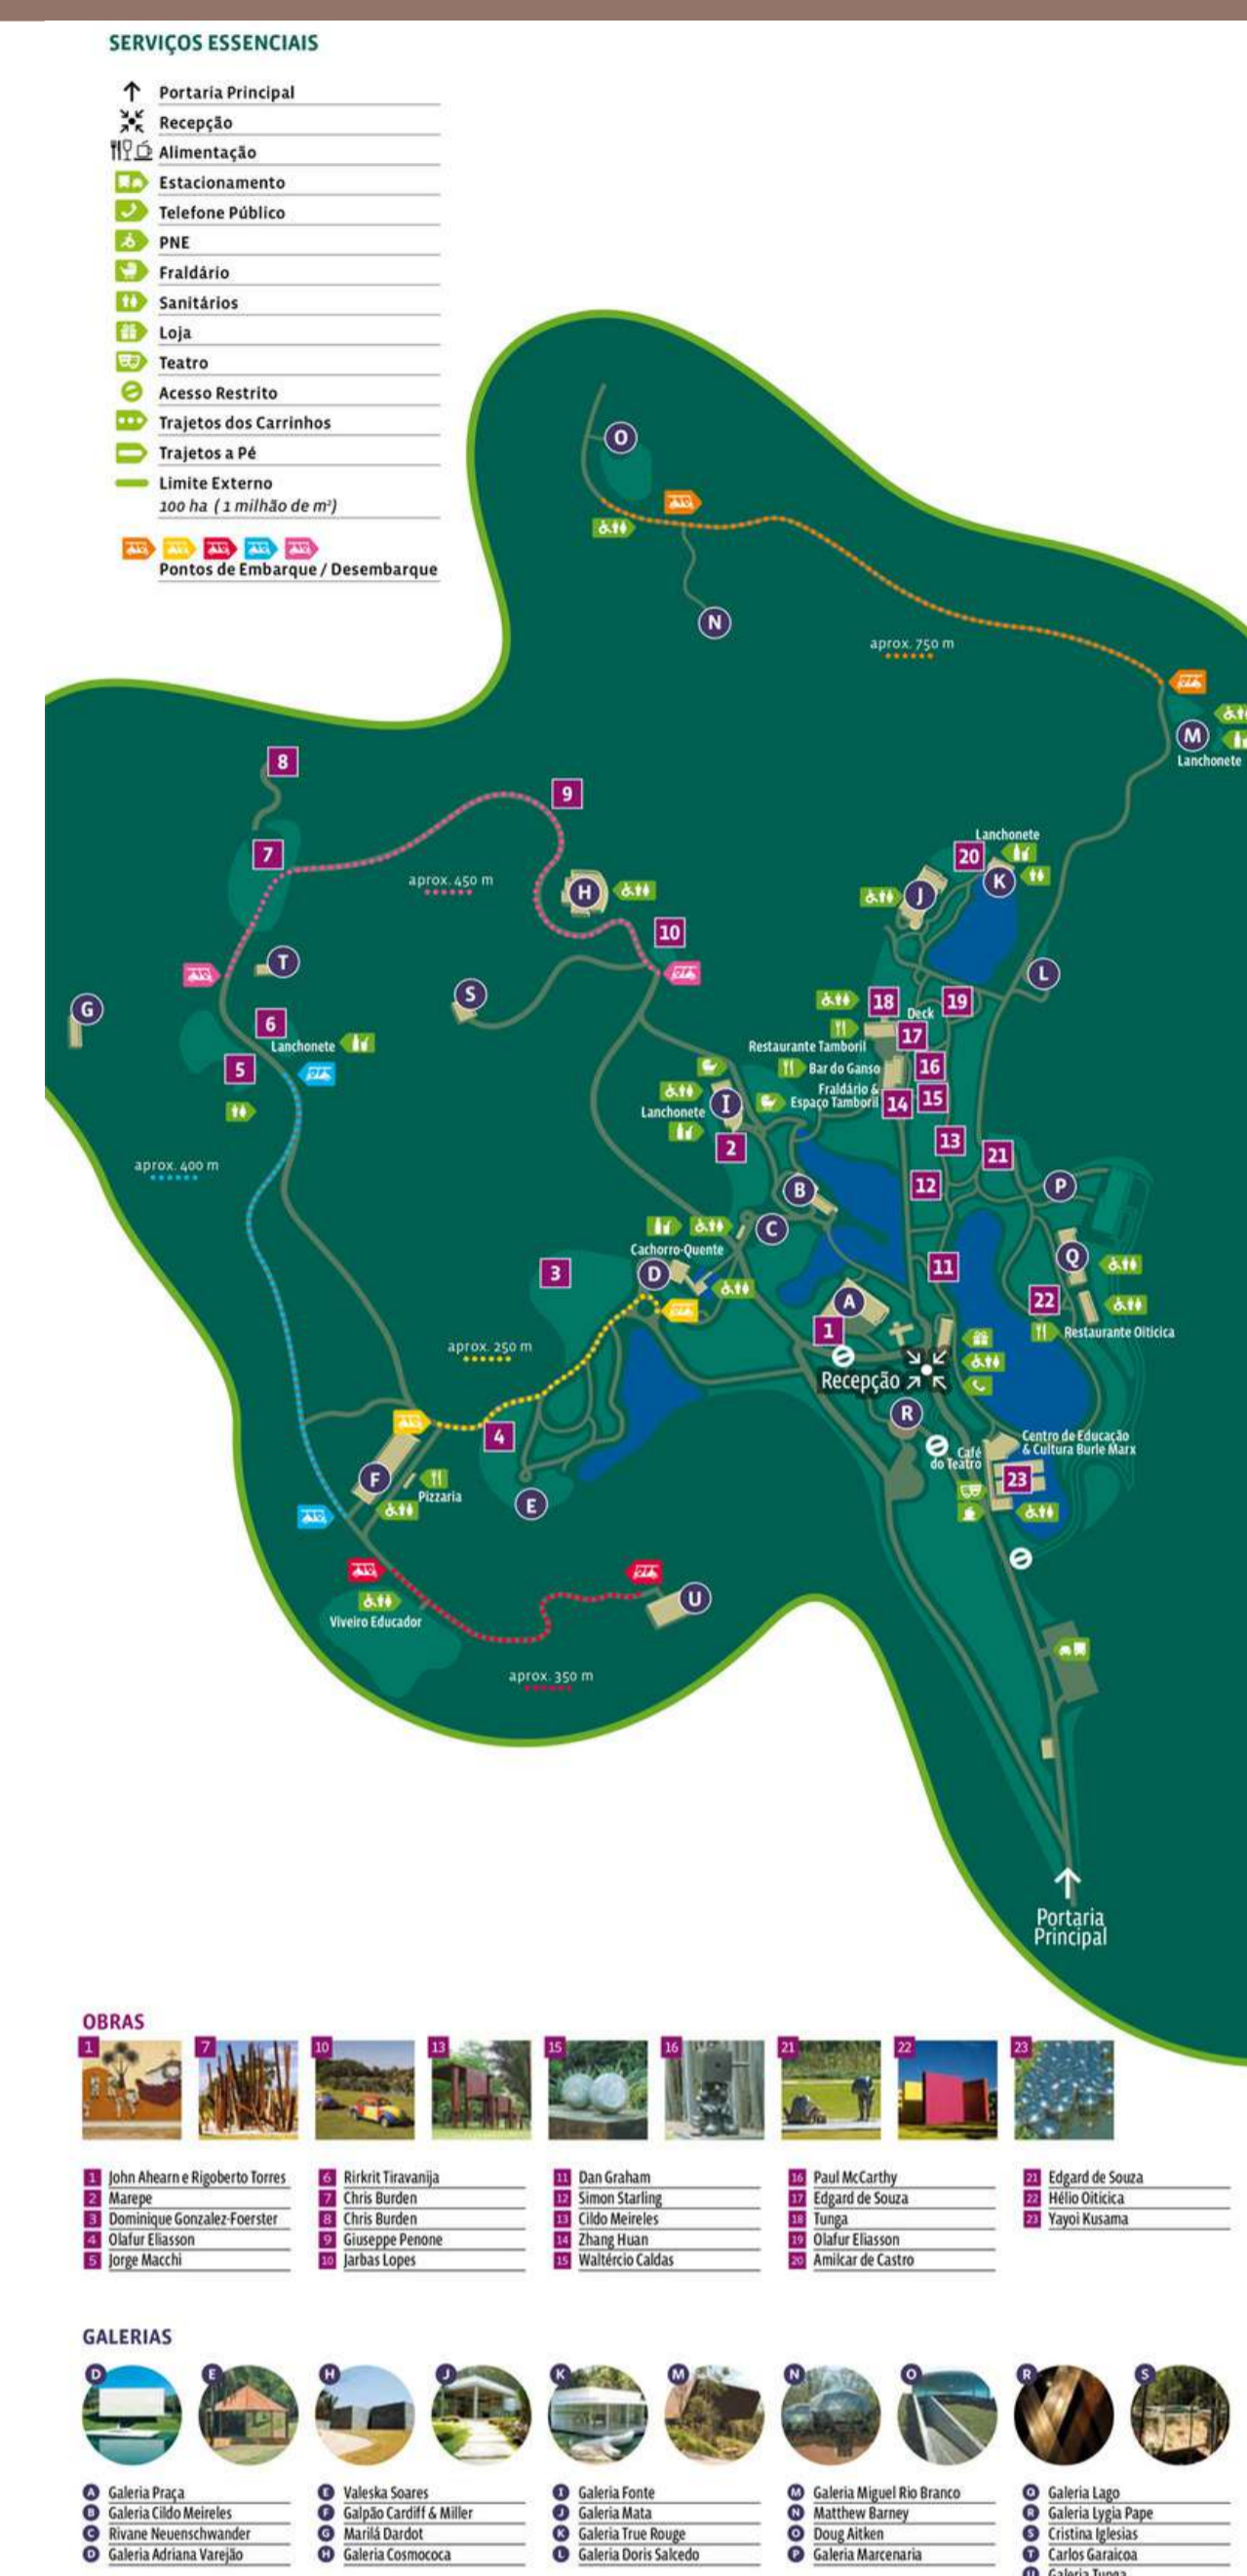 SERVIÇOS ESSENCIAIS
Portaria Principal
Recepção
Alimentação
Estacionamento
Telefone Público
PNE
Fraldário
Sanitários
Loja
Teatro
Acesso Restrito
Trajetos dos Carrinhos
Trajetos a Pé
Limite Externo
100 ha ( 1 milhão de m²)
Pontos de Embarque / Desembarque
O
N
aprox. 750 m
M
Lanchonete
8
9
7
aprox. 450 m
H
10
T
S
G
6
Lanchonete
5
aprox. 400 m
Lanchonete
20
K
J
L
18
19
Deck
17
Restaurante Tamboril
Bar do Ganso
16
Fraldário &
Espaço Tamboril
14
15
Lanchonete
I
2
13
21
12
P
B
C
Cachorro-Quente
D
3
11
Q
22
Restaurante Oiticica
A
1
Recepção
R
aprox. 250 m
4
F
Pizzaria
E
Café
do Teatro
Centro de Educação
& Cultura Burle Marx
23
Viveiro Educador
U
aprox. 350 m
Portaria
Principal
OBRAS
1 7 10 13 15 16 21 22 23
1 John Ahearn e Rigoberto Torres
2 Marepe
3 Dominique Gonzalez-Foerster
4 Olafur Eliasson
5 Jorge Macchi
6 Rirkrit Tiravanija
7 Chris Burden
8 Chris Burden
9 Giuseppe Penone
10 Jarbas Lopes
11 Dan Graham
12 Simon Starling
13 Cildo Meireles
14 Zhang Huan
15 Waltércio Caldas
16 Paul McCarthy
17 Edgard de Souza
18 Tunga
19 Olafur Eliasson
20 Amilcar de Castro
21 Edgard de Souza
22 Hélio Oiticica
23 Yayoi Kusama
GALERIAS
D E H J K M N O R S
A Galeria Praça
B Galeria Cildo Meireles
C Rivane Neuenschwander
D Galeria Adriana Varejão
E Valeska Soares
F Galpão Cardiff & Miller
G Marilá Dardot
H Galeria Cosmococa
I Galeria Fonte
J Galeria Mata
K Galeria True Rouge
L Galeria Doris Salcedo
M Galeria Miguel Rio Branco
N Matthew Barney
O Doug Aitken
P Galeria Marcenaria
Q Galeria Lago
R Galeria Lygia Pape
S Cristina Iglesias
T Carlos Garaicoa
U Galeria Tunga